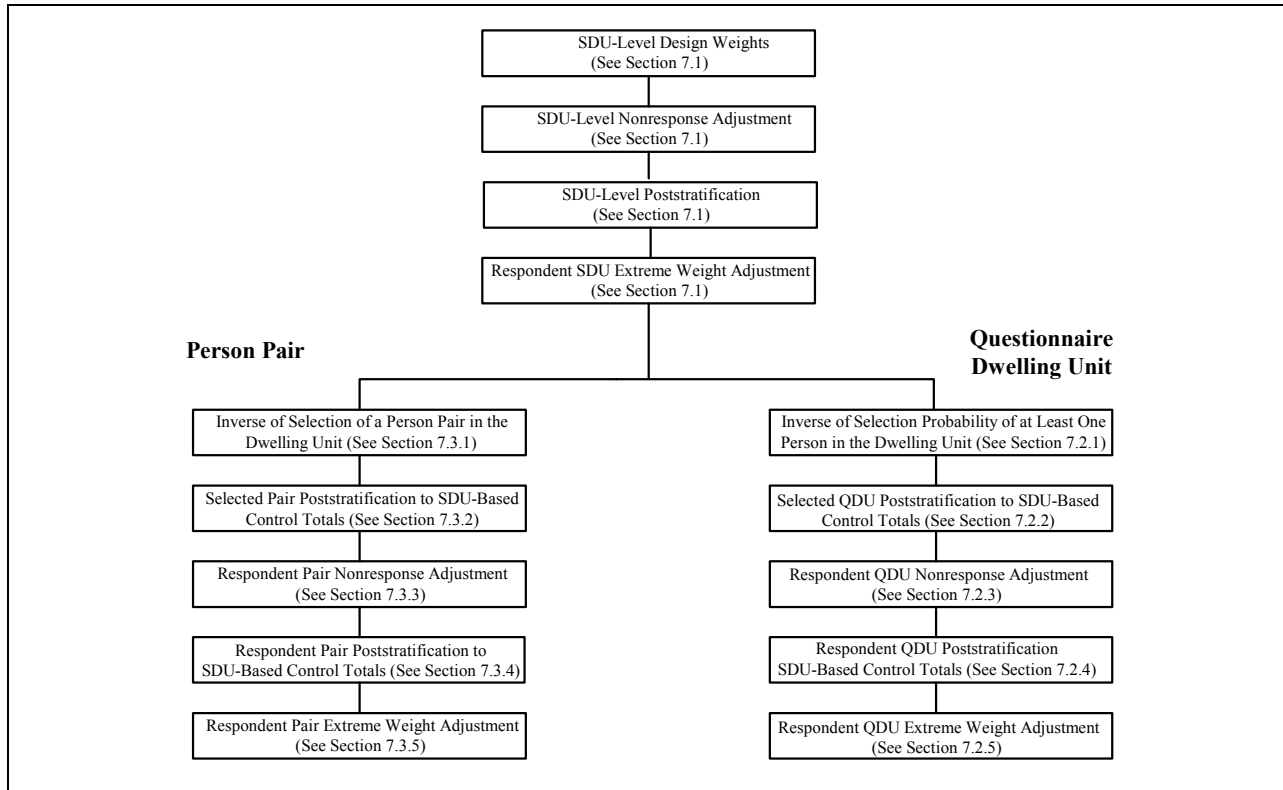 SDU-Level Design Weights
(See Section 7.1)
SDU-Level Nonresponse Adjustment
(See Section 7.1)
SDU-Level Poststratification
(See Section 7.1)
Respondent SDU Extreme Weight Adjustment
(See Section 7.1)
Person Pair
Inverse of Selection of a Person Pair in the
Dwelling Unit (See Section 7.3.1)
Selected Pair Poststratification to SDU-Based
Control Totals (See Section 7.3.2)
Respondent Pair Nonresponse Adjustment
(See Section 7.3.3)
Respondent Pair Poststratification to
SDU-Based Control Totals (See Section 7.3.4)
Respondent Pair Extreme Weight Adjustment
(See Section 7.3.5)
Questionnaire
Dwelling Unit
Inverse of Selection Probability of at Least One
Person in the Dwelling Unit (See Section 7.2.1)
Selected QDU Poststratification to SDU-Based
Control Totals (See Section 7.2.2)
Respondent QDU Nonresponse Adjustment
(See Section 7.2.3)
Respondent QDU Poststratification
SDU-Based Control Totals (See Section 7.2.4)
Respondent QDU Extreme Weight Adjustment
(See Section 7.2.5)